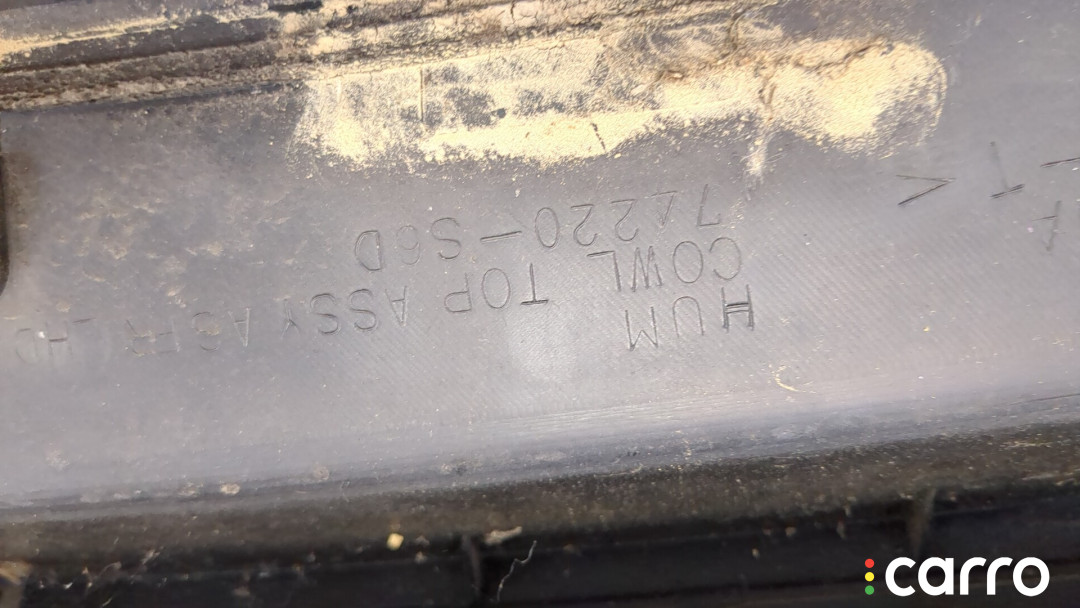 HUM
COWL TOP ASSY
74220-S6D
carro